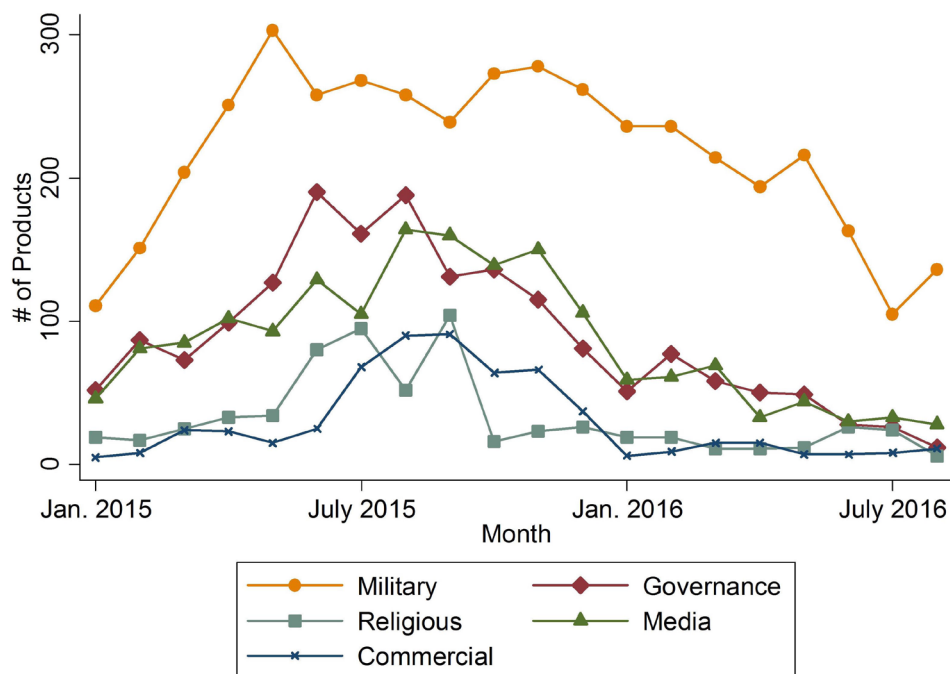 300
200
100
0
# of Products
Jan. 2015 July 2015 Jan. 2016 July 2016
Month
Military Governance
Religious Media
Commercial